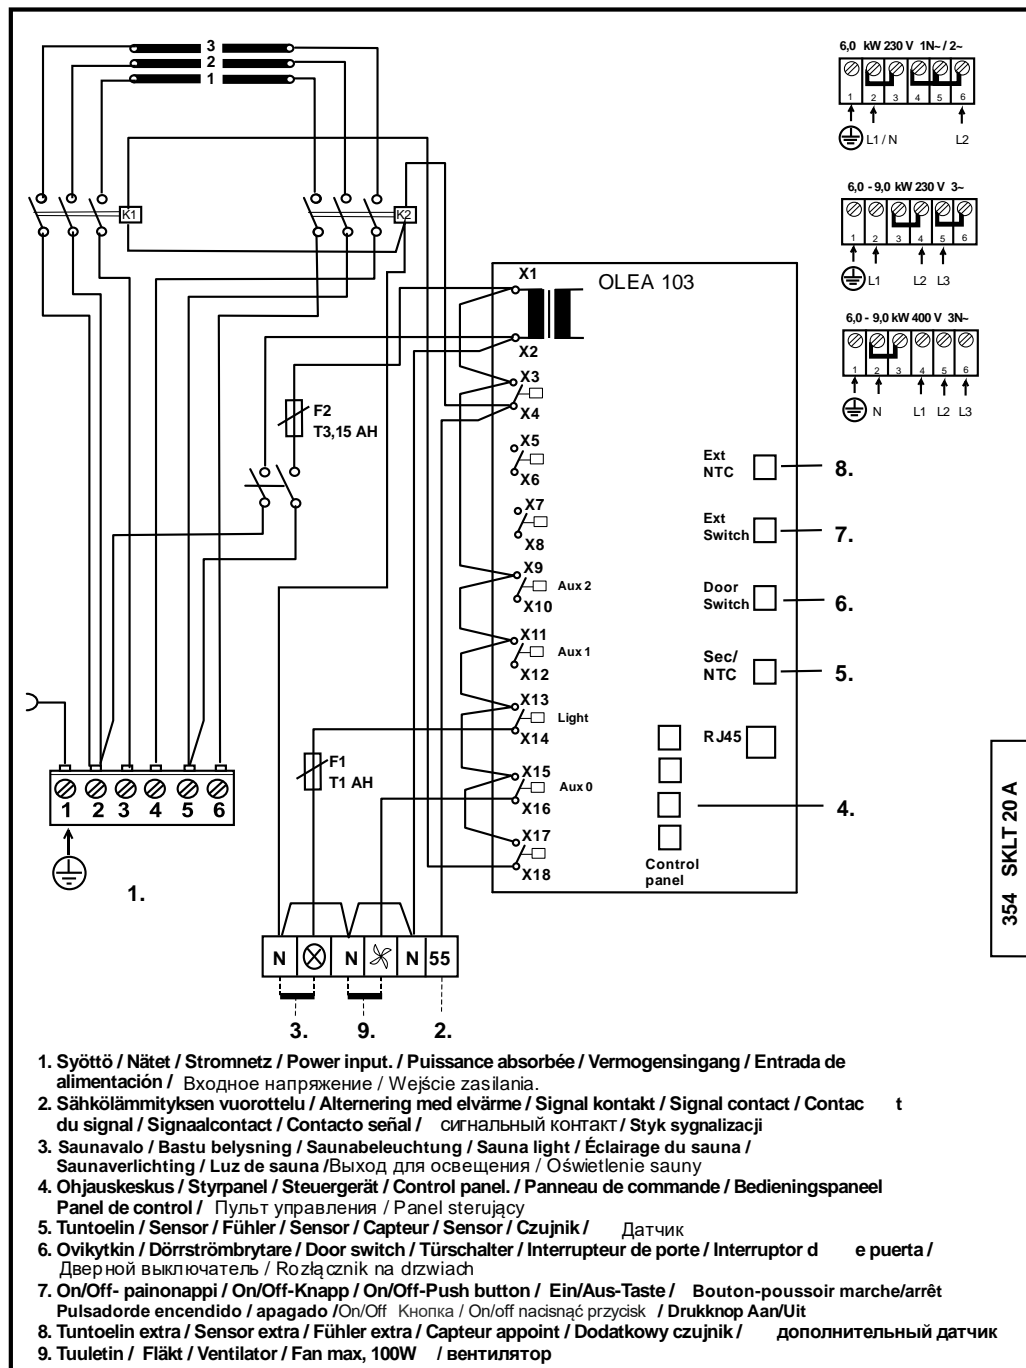 3
2
1
6,0 kW 230 V 1N~ / 2~
1 2 3 4 5 6
L1 / N L2
K1 K2
6,0 - 9,0 kW 230 V 3~
1 2 3 4 5 6
L1 L2 L3
6,0 - 9,0 kW 400 V 3N~
1 2 3 4 5 6
N L1 L2 L3
OLEA 103
X1
X2
X3
X4
X5
X6
X7
X8
X9
Aux 2
X10
X11
Aux 1
X12
X13
Light
X14
X15
Aux 0
X16
X17
X18
F2
T3,15 AH
F1
T1 AH
Ext
NTC
8.
Ext
Switch
7.
Door
Switch
6.
Sec/
NTC
5.
RJ45
4.
Control
panel
354 SKLT 20 A
1 2 3 4 5 6
1.
N N N 55
3. 9. 2.
1. Syöttö / Nätet / Stromnetz / Power input. / Puissance absorbée / Vermogensingang / Entrada de
alimentación / Входное напряжение / Wejście zasilania.
2. Sähkölämmityksen vuorottelu / Alternering med elvärme / Signal kontakt / Signal contact / Contac t
du signal / Signaalcontact / Contacto señal / сигнальный контакт / Styk sygnalizacji
3. Saunavalo / Bastu belysning / Saunabeleuchtung / Sauna light / Éclairage du sauna /
Saunaverlichting / Luz de sauna /Выход для освещения / Oświetlenie sauny
4. Ohjauskeskus / Styrpanel / Steuergerät / Control panel. / Panneau de commande / Bedieningspaneel
Panel de control / Пульт управления / Panel sterujący
5. Tuntoelin / Sensor / Fühler / Sensor / Capteur / Sensor / Czujnik / Датчик
6. Ovikytkin / Dörrströmbrytare / Door switch / Türschalter / Interrupteur de porte / Interruptor d e puerta /
Дверной выключатель / Rozłącznik na drzwiach
7. On/Off- painonappi / On/Off-Knapp / On/Off-Push button / Ein/Aus-Taste / Bouton-poussoir marche/arrêt
Pulsadorde encendido / apagado /On/Off Кнопка / On/off nacisnąć przycisk / Drukknop Aan/Uit
8. Tuntoelin extra / Sensor extra / Fühler extra / Capteur appoint / Dodatkowy czujnik / дополнительный датчик
9. Tuuletin / Fläkt / Ventilator / Fan max, 100W / вентилятор